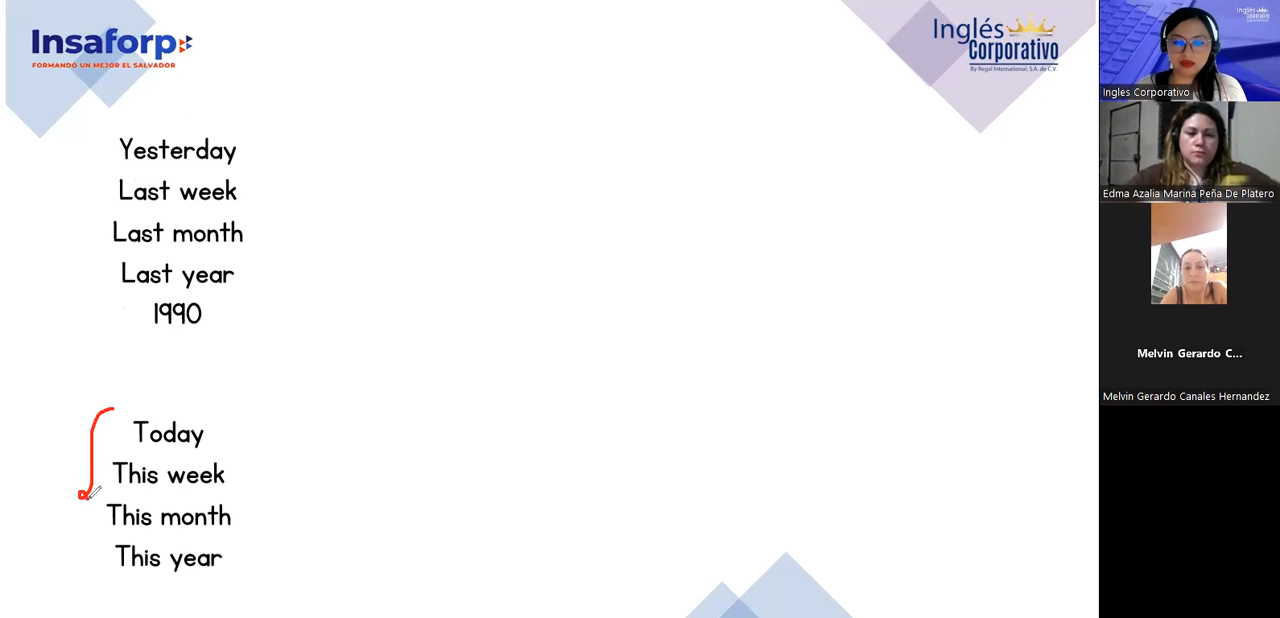 Insaforp
FORMANDO UN MEJOR EL SALVADOR
Inglés
Corporativo
By Regal International, S.A. de C.V.
Yesterday
Last week
Last month
Last year
1990
Today
This week
This month
This year
Inglés
Corporativo
Ingles Corporativo
Edma Azalia Marina Peña De Platero
Melvin Gerardo C...
Melvin Gerardo Canales Hernandez